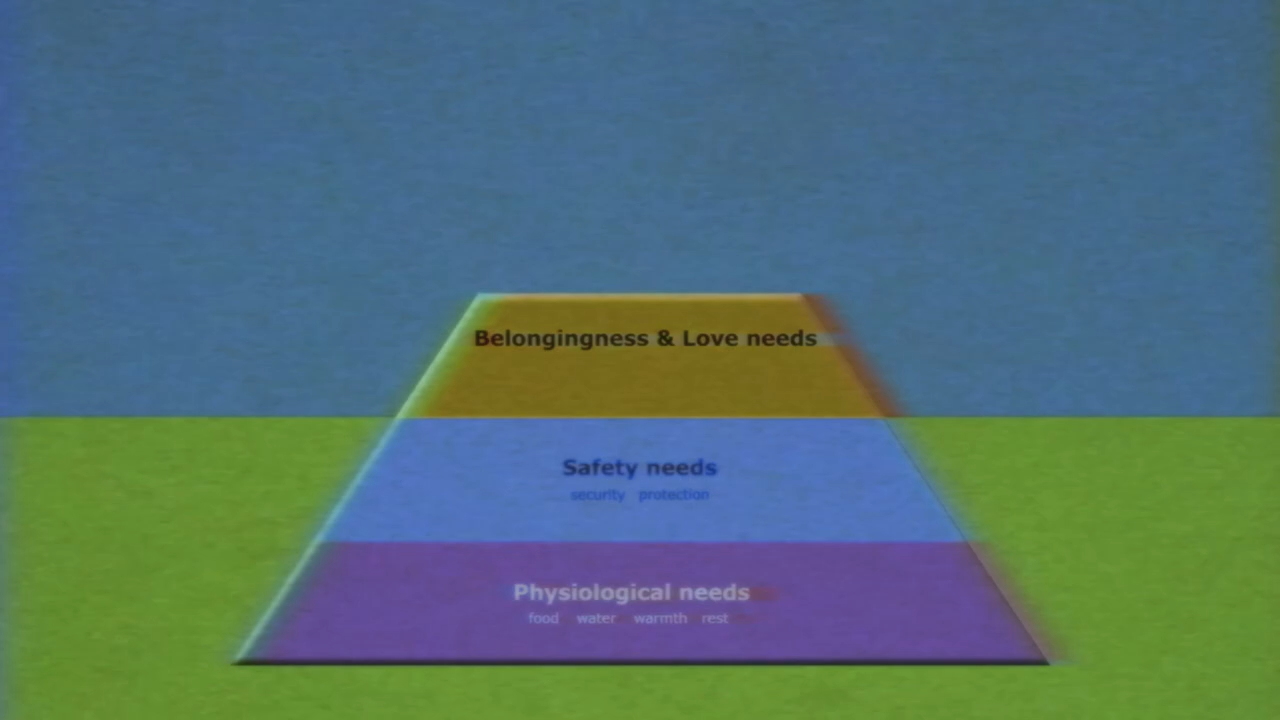 Belongingness & Love needs
Safety needs
security protection
Physiological needs
food water warmth rest